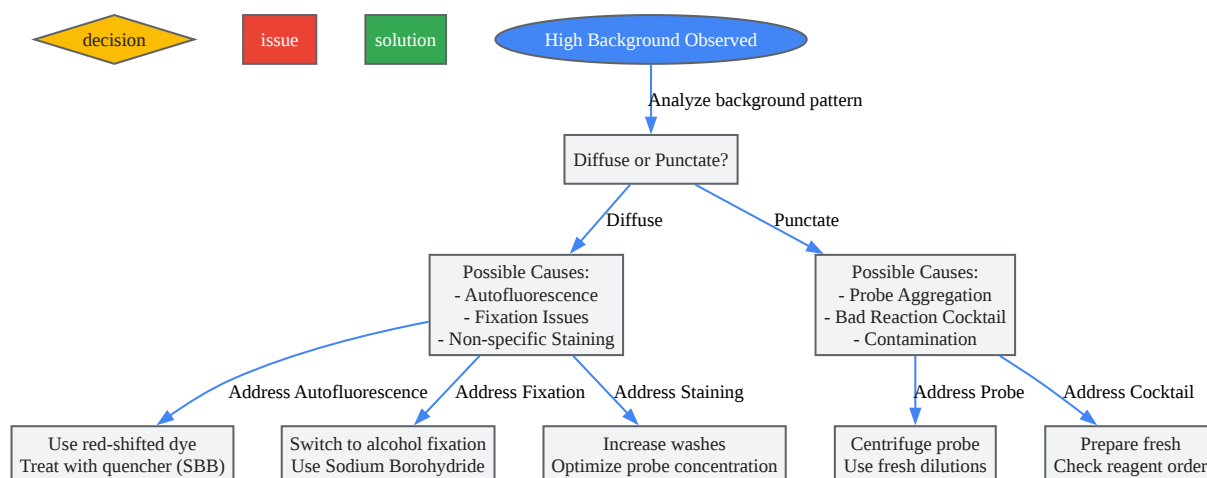 decision
issue
solution
High Background Observed
Analyze background pattern
Diffuse or Punctate?
Diffuse
Punctate
Possible Causes:
- Autofluorescence
- Fixation Issues
- Non-specific Staining
Possible Causes:
- Probe Aggregation
- Bad Reaction Cocktail
- Contamination
Address Autofluorescence
Address Fixation
Address Staining
Address Probe
Address Cocktail
Use red-shifted dye
Treat with quencher (SBB)
Switch to alcohol fixation
Use Sodium Borohydride
Increase washes
Optimize probe concentration
Centrifuge probe
Use fresh dilutions
Prepare fresh
Check reagent order